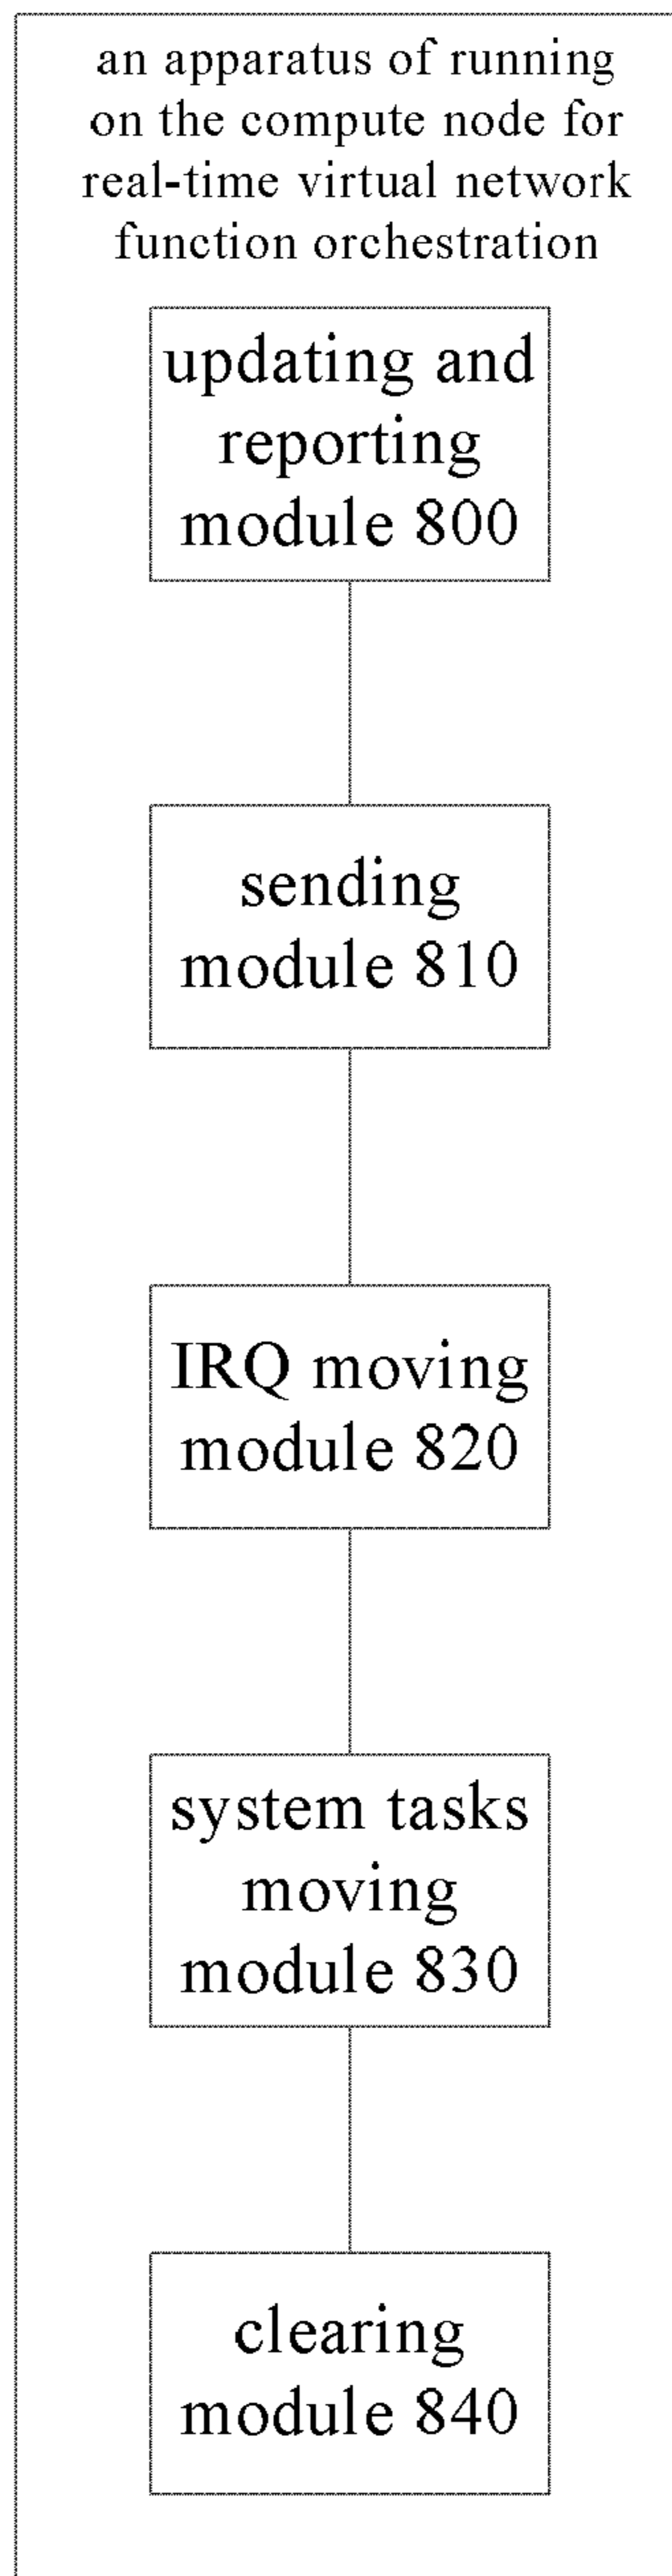 an apparatus of running
on the compute node for
real-time virtual network
function orchestration
updating and
reporting
module 800
sending
module 810
IRQ moving
module 820
system tasks
moving
module 830
clearing
module 840